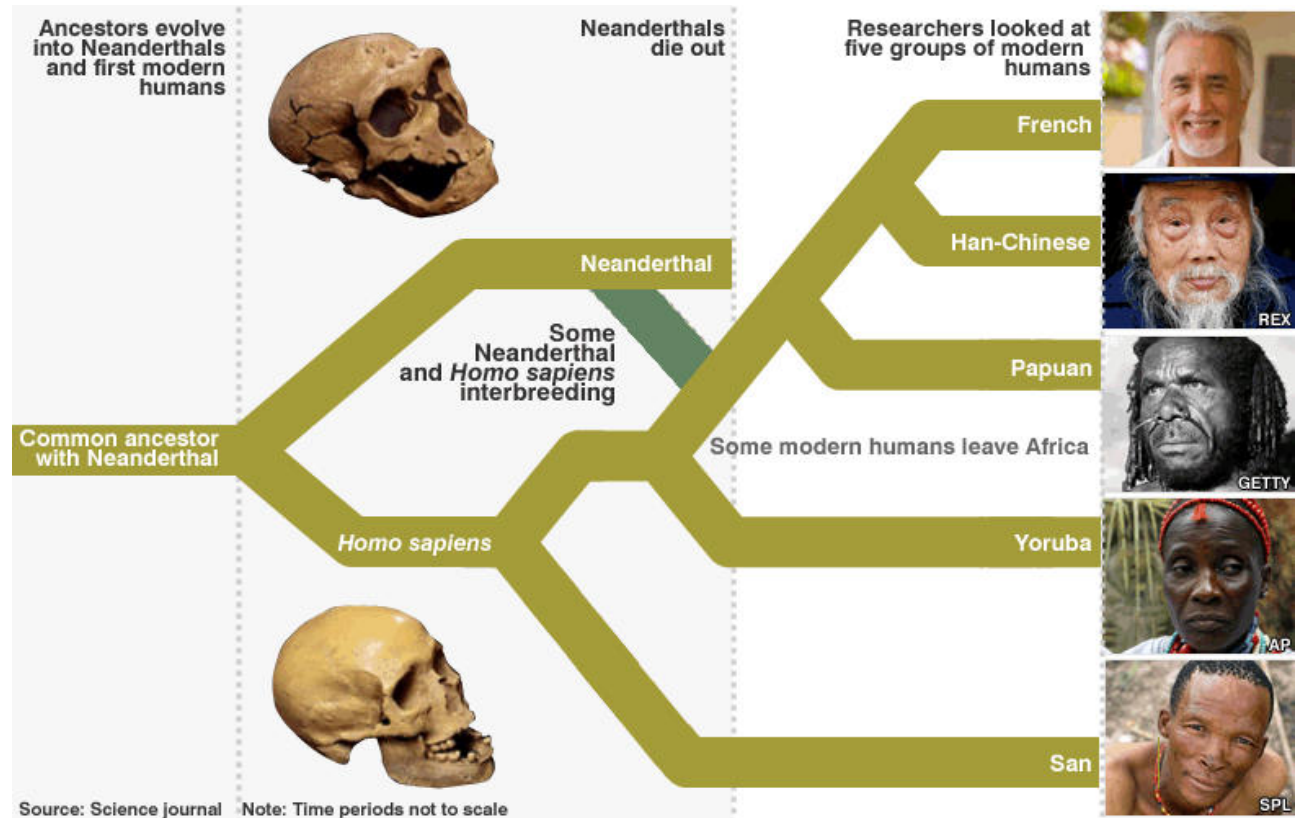 Ancestors evolve
into Neanderthals
and first modern
humans
Neanderthals
die out
Researchers looked at
five groups of modern
humans
French
Han-Chinese
REX
Neanderthal
Some
Neanderthal
and Homo sapiens
interbreeding
Papuan
Common ancestor
with Neanderthal
Some modern humans leave Africa
GETTY
Homo sapiens
Yoruba
AP
San
SPL
Source: Science journal
Note: Time periods not to scale